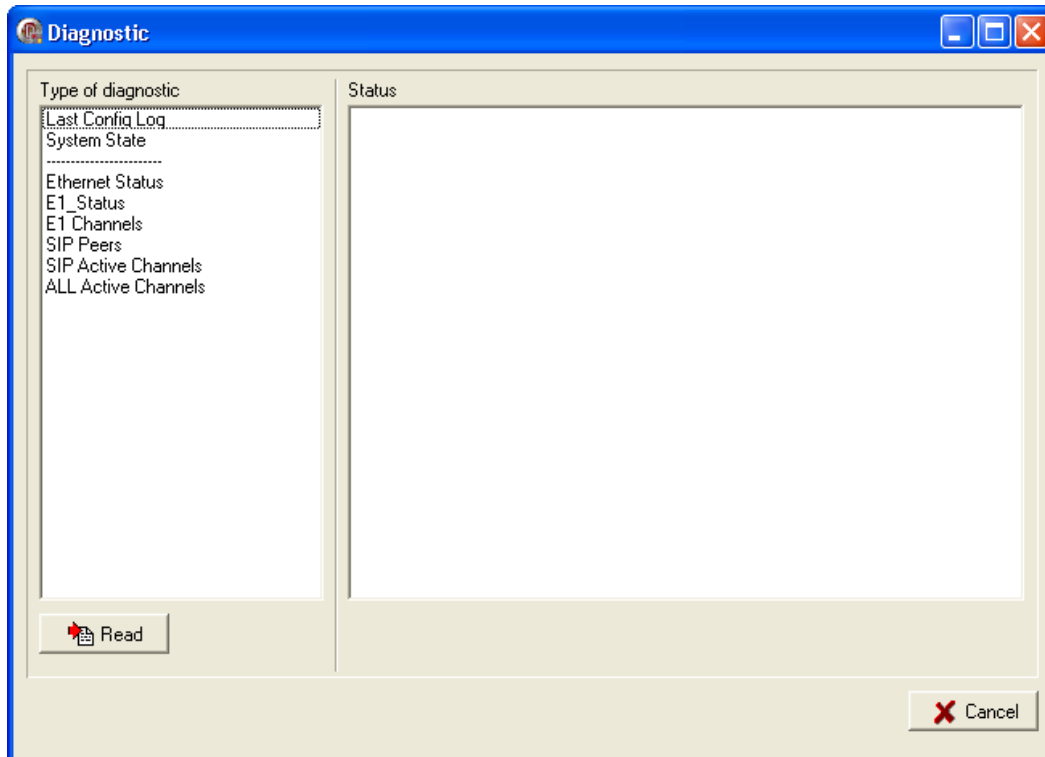 Diagnostic
Type of diagnostic
Last Config Log
System State
-----------------------
Ethernet Status
E1_Status
E1 Channels
SIP Peers
SIP Active Channels
ALL Active Channels
Read
Status
Cancel